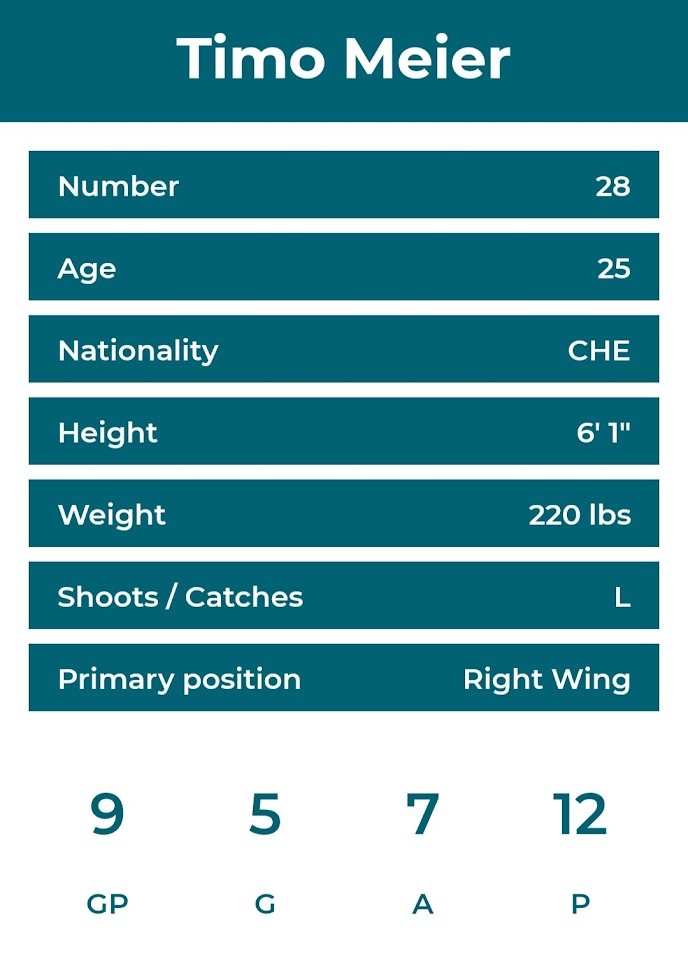 Timo Meier
Number 28
Age 25
Nationality CHE
Height 6' 1"
Weight 220 lbs
Shoots / Catches L
Primary position Right Wing
9 5 7 12
GP G A P